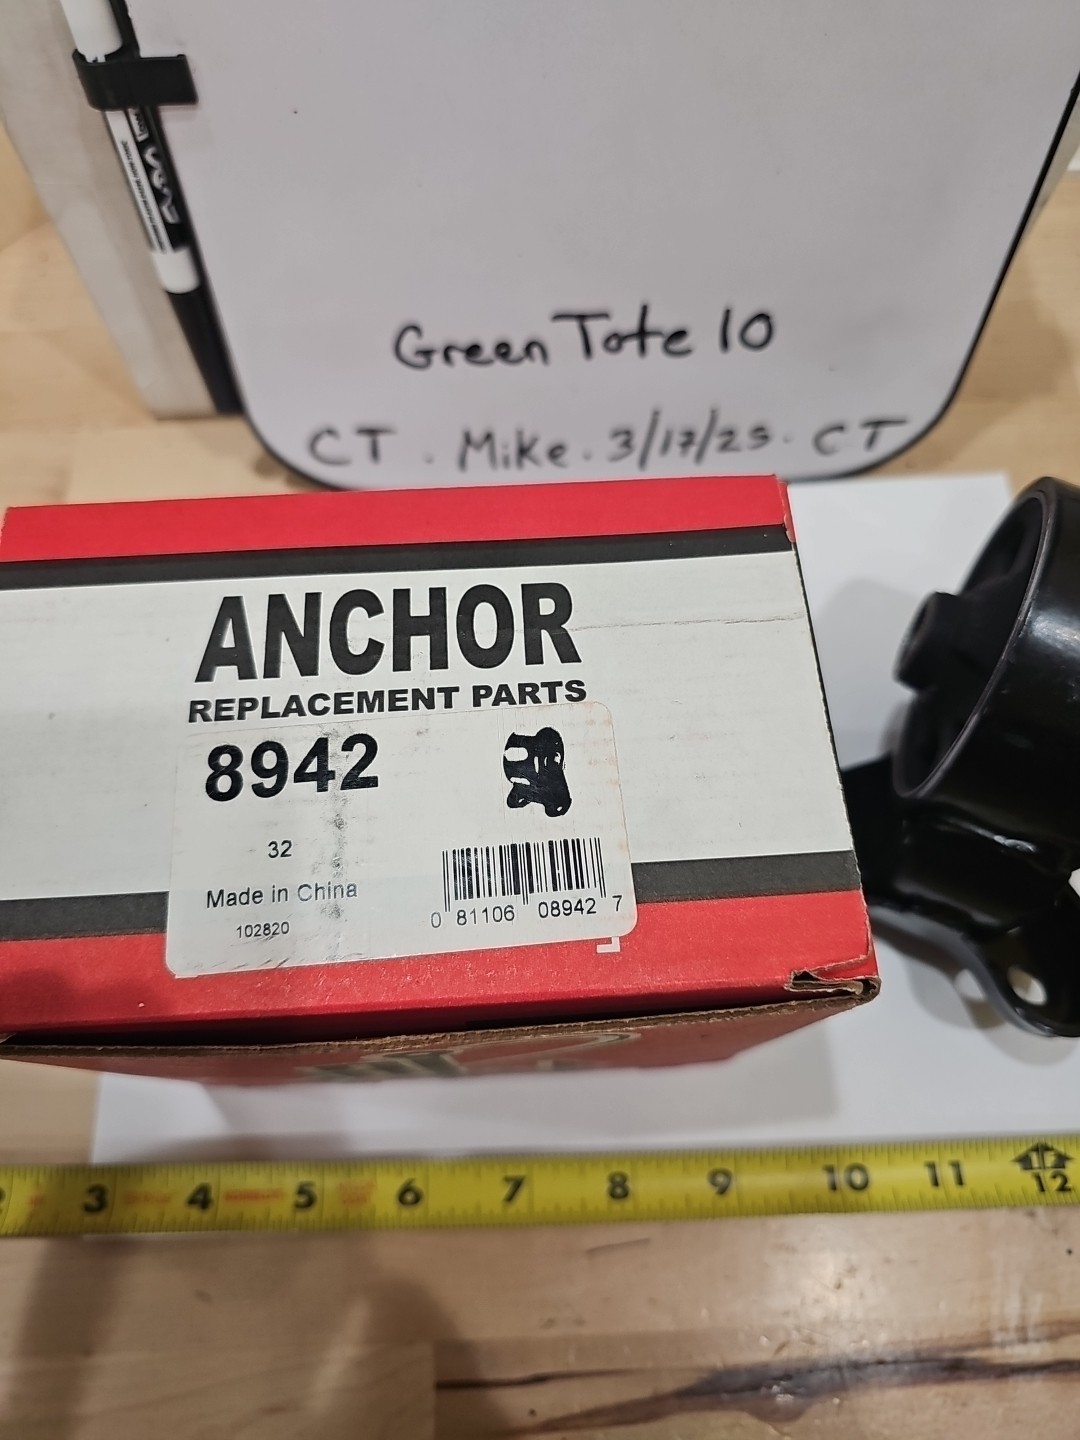 Green Tote 10
CT . Mike . 3/17/25 . CT
ANCHOR
REPLACEMENT PARTS
8942
32
Made in China
102820
0 81106 08942 7
3 4 5 6 7 8 9 10 11 12